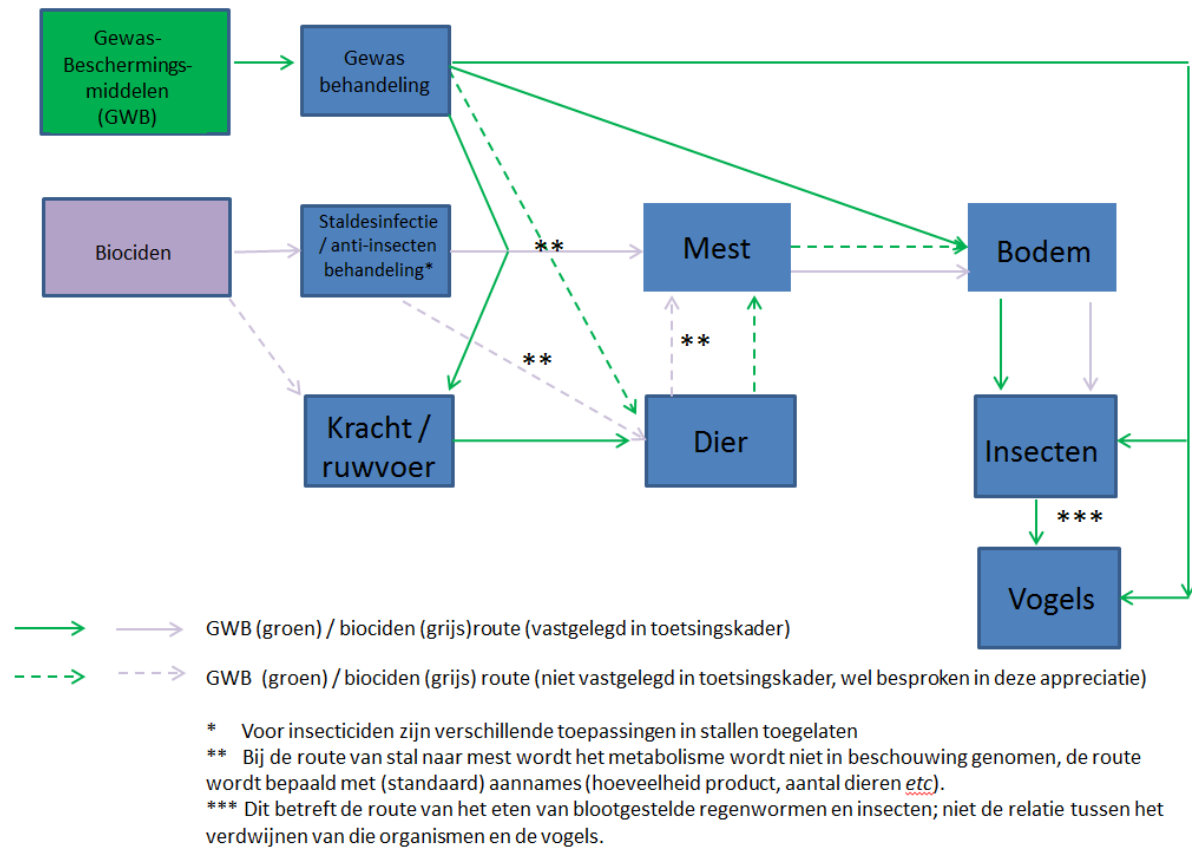 Gewas-
Beschermings-
middelen
(GWB)
Gewas
behandeling
Biociden
Staldesinfectie
/ anti-insecten
behandeling*
**
Mest
Bodem
**
**
Kracht /
ruwvoer
Dier
Insecten
***
Vogels
GWB (groen) / biociden (grijs)route (vastgelegd in toetsingskader)
GWB (groen) / biociden (grijs) route (niet vastgelegd in toetsingskader, wel besproken in deze appreciatie)
* Voor insecticiden zijn verschillende toepassingen in stallen toegelaten
** Bij de route van stal naar mest wordt het metabolisme wordt niet in beschouwing genomen, de route
wordt bepaald met (standaard) aannames (hoeveelheid product, aantal dieren etc).
*** Dit betreft de route van het eten van blootgestelde regenwormen en insecten; niet de relatie tussen het
verdwijnen van die organismen en de vogels.